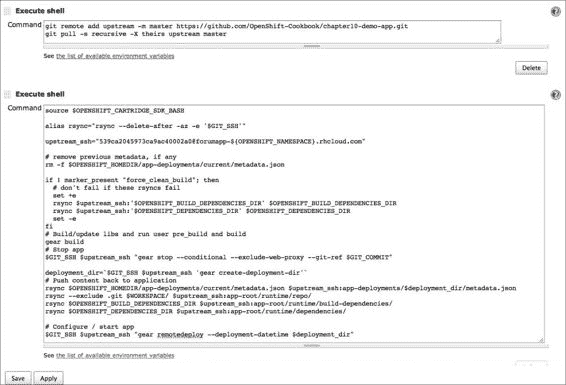 Execute shell
Command
git remote add upstream -m master https://github.com/OpenShift-Cookbook/chapter10-demo-app.git
git pull -s recursive -X theirs upstream master
See the list of available environment variables
Delete
Execute shell
Command
source $OPENSHIFT_CARTRIDGE_SDK_BASH
alias rsync="rsync --delete-after -az -e '$GIT_SSH'"
upstream_ssh="539ca2045973ca9ac40002a0@forumapp-${OPENSHIFT_NAMESPACE}.rhcloud.com"
# remove previous metadata, if any
rm -f $OPENSHIFT_HOMEDIR/app-deployments/current/metadata.json
if ! marker_present "force_clean_build"; then
# don't fail if these rsyncs fail
set +e
rsync $upstream_ssh:'$OPENSHIFT_BUILD_DEPENDENCIES_DIR' $OPENSHIFT_BUILD_DEPENDENCIES_DIR
rsync $upstream_ssh:'$OPENSHIFT_DEPENDENCIES_DIR' $OPENSHIFT_DEPENDENCIES_DIR
set -e
fi
# Build/update libs and run user pre_build and build
gear build
# Stop app
$GIT_SSH $upstream_ssh "gear stop --conditional --exclude-web-proxy --git-ref $GIT_COMMIT"
deployment_dir=`$GIT_SSH $upstream_ssh 'gear create-deployment-dir'`
# Push content back to application
rsync $OPENSHIFT_HOMEDIR/app-deployments/current/metadata.json $upstream_ssh:app-deployments/$deployment_dir/metadata.json
rsync --exclude .git $WORKSPACE/ $upstream_ssh:app-root/runtime/repo/
rsync $OPENSHIFT_BUILD_DEPENDENCIES_DIR $upstream_ssh:app-root/runtime/build-dependencies/
rsync $OPENSHIFT_DEPENDENCIES_DIR $upstream_ssh:app-root/runtime/dependencies/
# Configure / start app
$GIT_SSH $upstream_ssh "gear remotedeploy --deployment-datetime $deployment_dir"
See the list of available environment variables
Save Apply